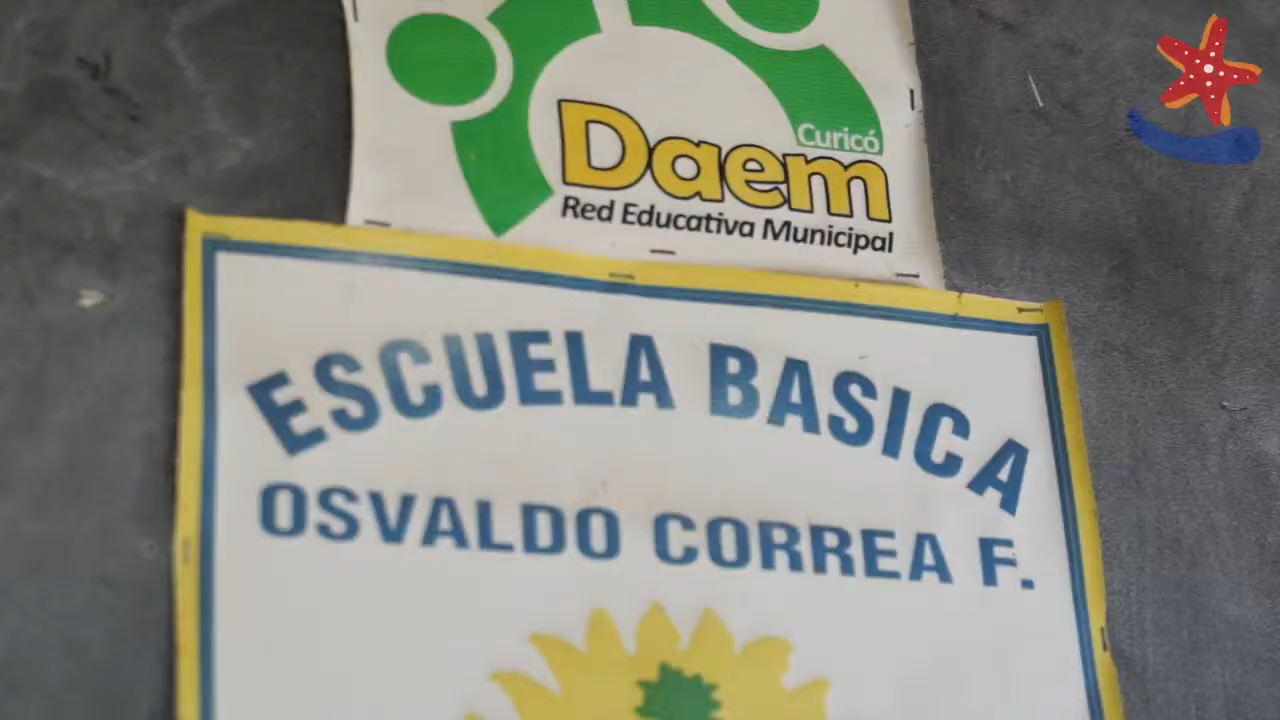 Curicó
Daem
Red Educativa Municipal
ESCUELA BASICA
OSVALDO CORREA F.